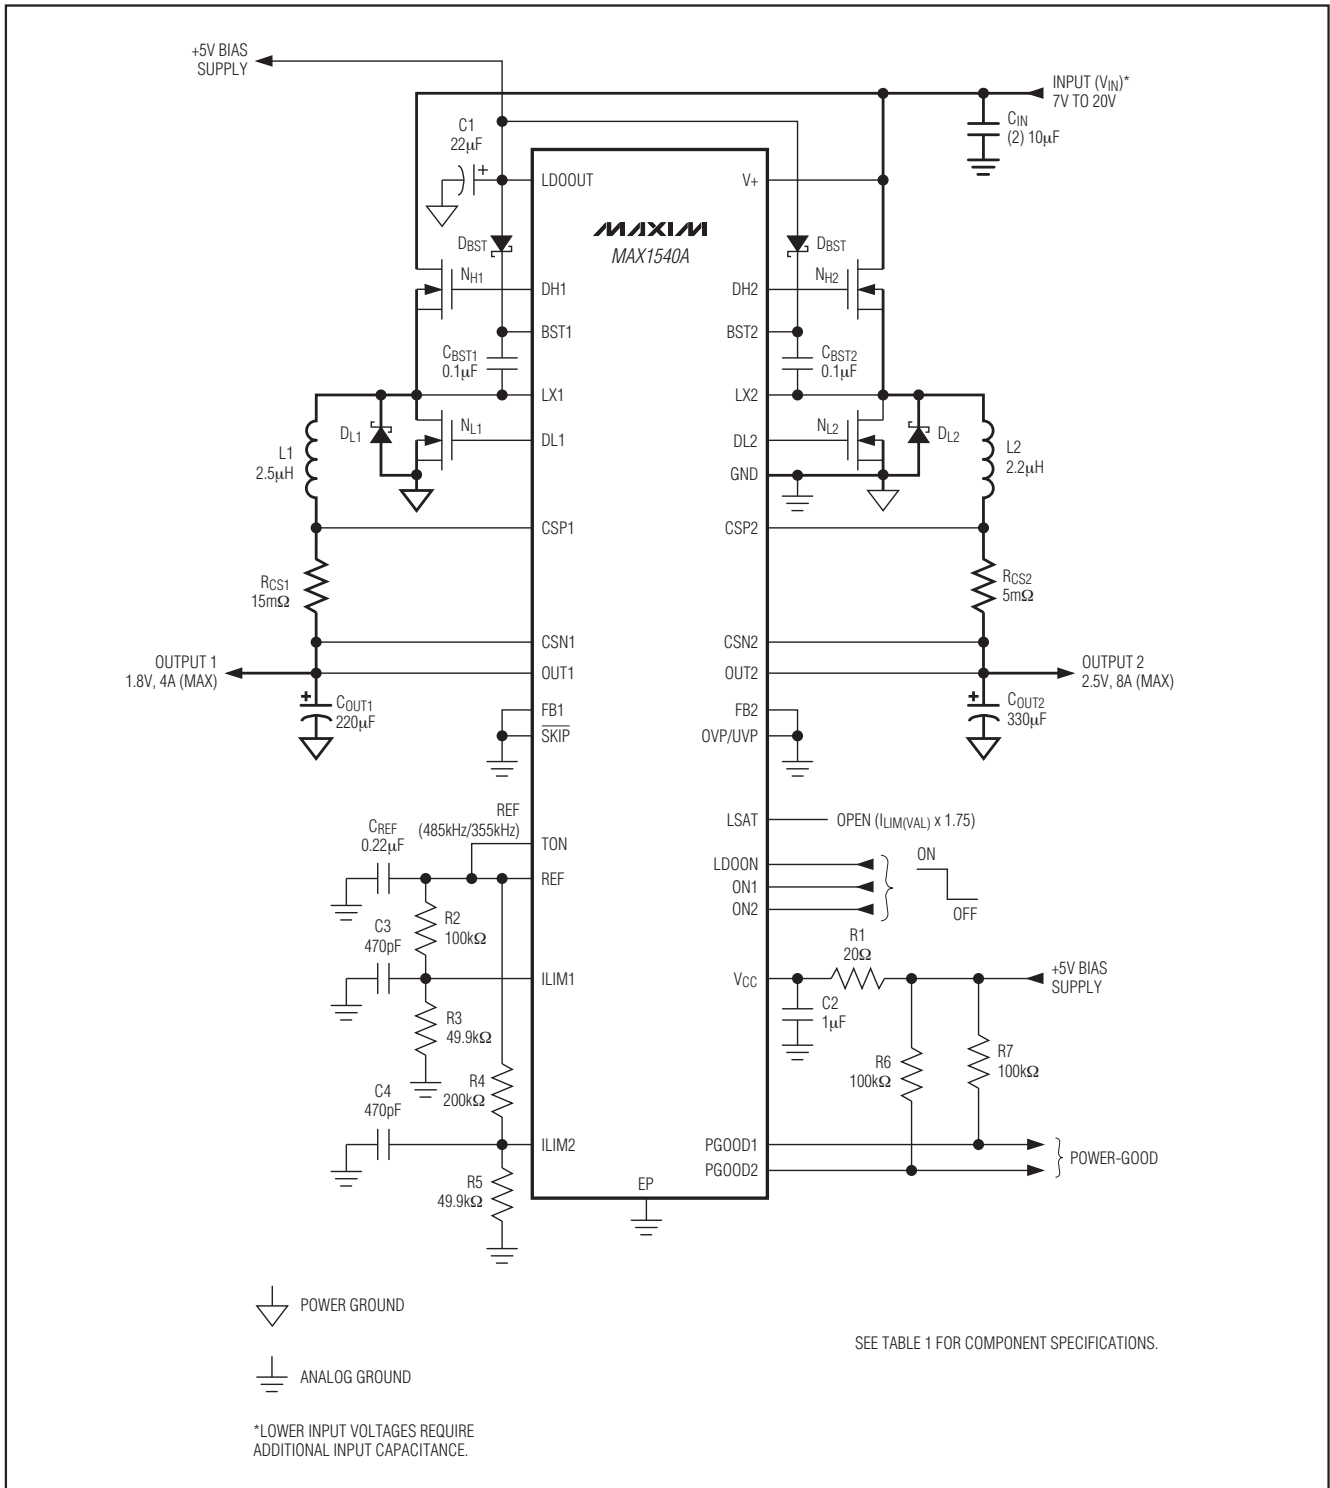 +5V BIAS
SUPPLY
INPUT (VIN)*
7V TO 20V
CIN
(2) 10μF
C1
22μF
+
LDOOUT
V+
MAXIM
MAX1540A
DBST
DBST
NH1
NH2
DH1
DH2
BST1
BST2
CBST1
0.1μF
CBST2
0.1μF
LX1
LX2
DL1
NL1
DL1
DL2
NL2
DL2
L1
2.5μH
L2
2.2μH
GND
CSP1
CSP2
RCS1
15mΩ
RCS2
5mΩ
CSN1
CSN2
OUTPUT 1
1.8V, 4A (MAX)
OUT1
OUT2
OUTPUT 2
2.5V, 8A (MAX)
+
COUT1
220μF
+
COUT2
330μF
FB1
FB2
SKIP
OVP/UVP
REF
(485kHz/355kHz)
LSAT
OPEN (ILIM(VAL) x 1.75)
CREF
0.22μF
TON
LDOON
ON
REF
ON1
ON2
OFF
R2
100kΩ
C3
470pF
R1
20Ω
ILIM1
VCC
+5V BIAS
SUPPLY
C2
1μF
R3
49.9kΩ
R4
200kΩ
R6
100kΩ
R7
100kΩ
C4
470pF
ILIM2
PGOOD1
PGOOD2
POWER-GOOD
R5
49.9kΩ
EP
POWER GROUND
SEE TABLE 1 FOR COMPONENT SPECIFICATIONS.
ANALOG GROUND
*LOWER INPUT VOLTAGES REQUIRE
ADDITIONAL INPUT CAPACITANCE.